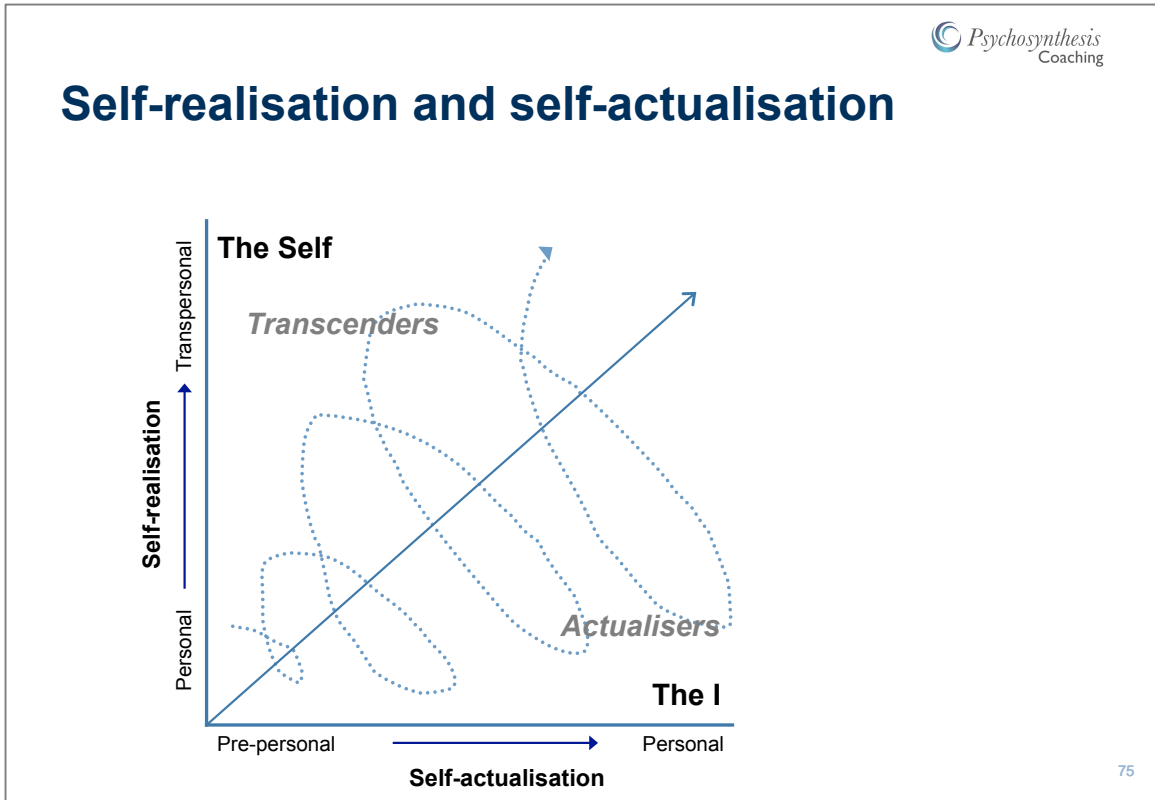 Psychosynthesis
Coaching
Self-realisation and self-actualisation
The Self
Transcenders
Transpersonal
Self-realisation
Personal
Actualisers
The I
Pre-personal
Personal
Self-actualisation
75